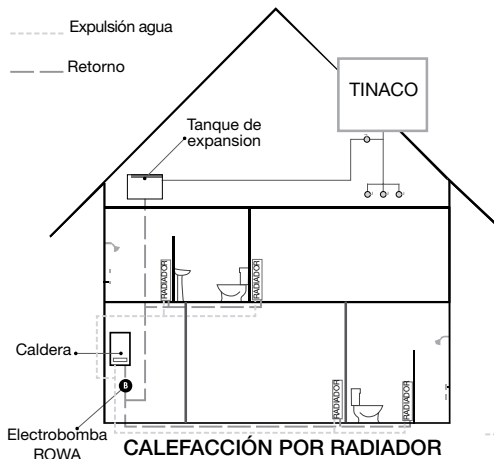 Expulsión agua
Retorno
TINACO
Tanque de
expansion
RADIADOR
RADIADOR
Caldera
B
RADIADOR
RADIADOR
Electrobomba
ROWA
CALEFACCIÓN POR RADIADOR